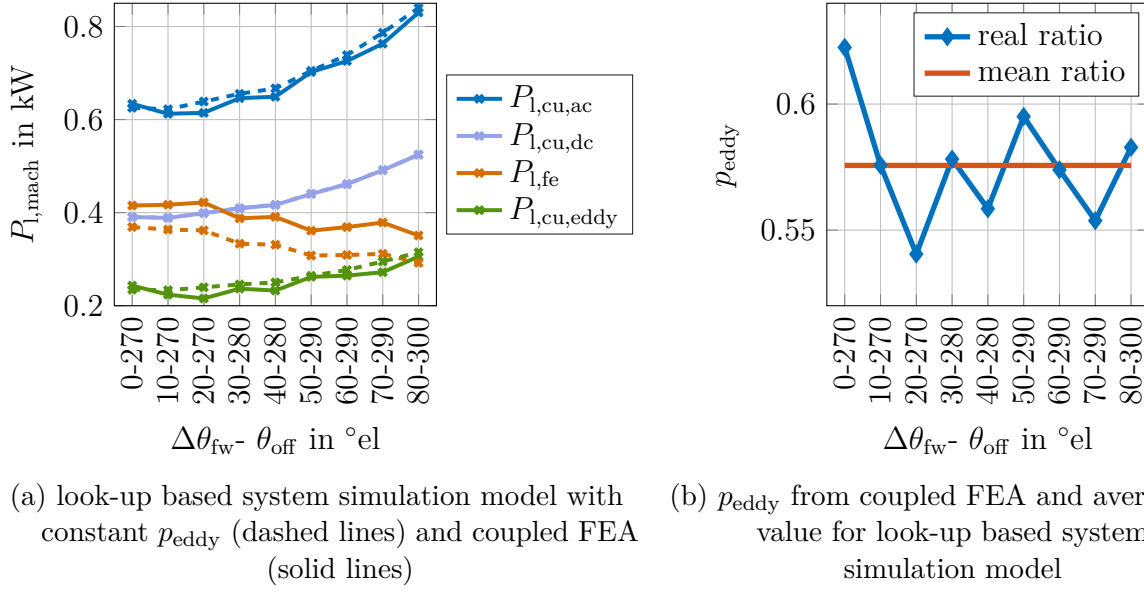 0.8
0.6
0.4
0.2
P_l,mach in kW
0-270
10-270
20-270
30-280
40-280
50-290
60-290
70-290
80-300
Δθ_fw- θ_off in °el
P_l,cu,ac
P_l,cu,dc
P_l,fe
P_l,cu,eddy
(a) look-up based system simulation model with
constant p_eddy (dashed lines) and coupled FEA
(solid lines)
0.6
0.55
p_eddy
real ratio
mean ratio
0-270
10-270
20-270
30-280
40-280
50-290
60-290
70-290
80-300
Δθ_fw- θ_off in °el
(b) p_eddy from coupled FEA and aver
value for look-up based system
simulation model